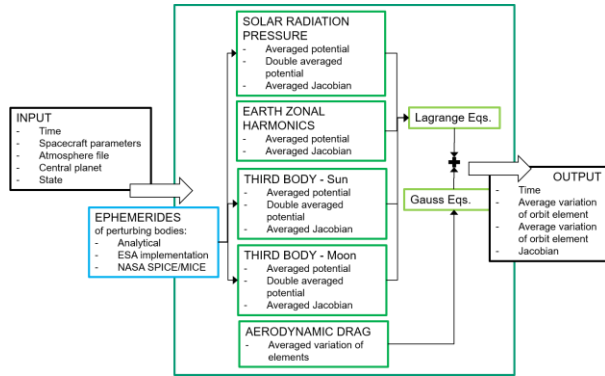 INPUT
- Time
- Spacecraft parameters
- Atmosphere file
- Central planet
- State
EPHEMERIDES
of perturbing bodies:
- Analytical
- ESA implementation
- NASA SPICE/MICE
SOLAR RADIATION
PRESSURE
- Averaged potential
- Double averaged
potential
- Averaged Jacobian
EARTH ZONAL
HARMONICS
- Averaged potential
- Averaged Jacobian
THIRD BODY - Sun
- Averaged potential
- Double averaged
potential
- Averaged Jacobian
THIRD BODY - Moon
- Averaged potential
- Double averaged
potential
- Averaged Jacobian
AERODYNAMIC DRAG
- Averaged variation of
elements
Lagrange Eqs.
Gauss Eqs.
OUTPUT
- Time
- Average variation
of orbit element
- Average variation
of orbit element
- Jacobian